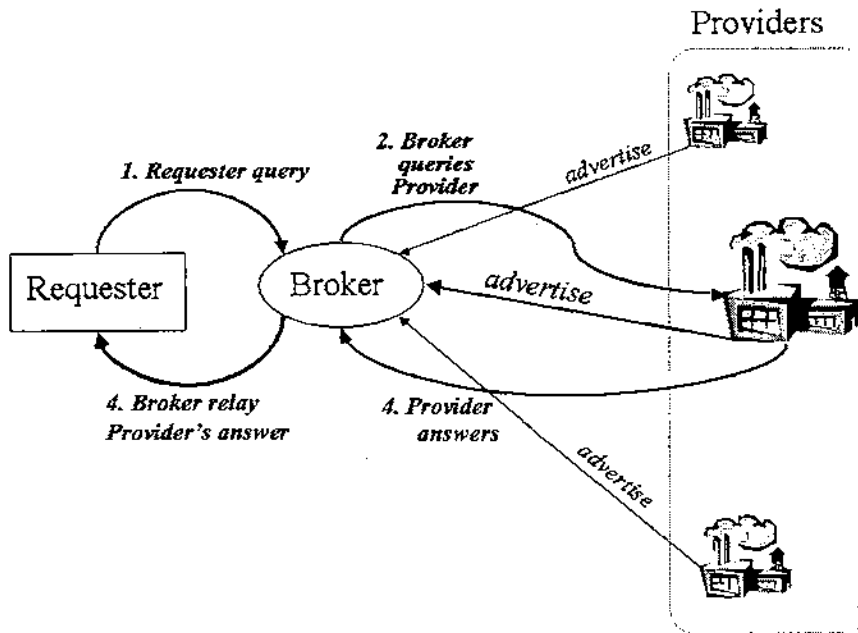 Providers
1. Requester query
2. Broker
queries
Provider
advertise
Requester
Broker
advertise
4. Broker relay
Provider's answer
4. Provider
answers
advertise